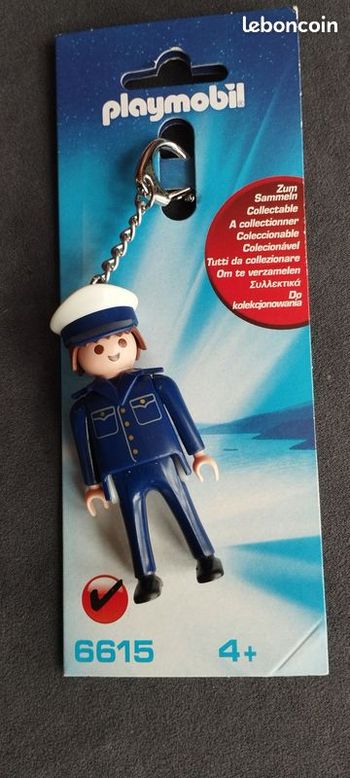 leboncoin
playmobil
Zum
Sammeln
Collectable
A collectionner
Coleccionable
Colecionável
Tutti da collezionare
Om te verzamelen
Συλλεκτικά
Do
kolekcjonowania
6615
4+